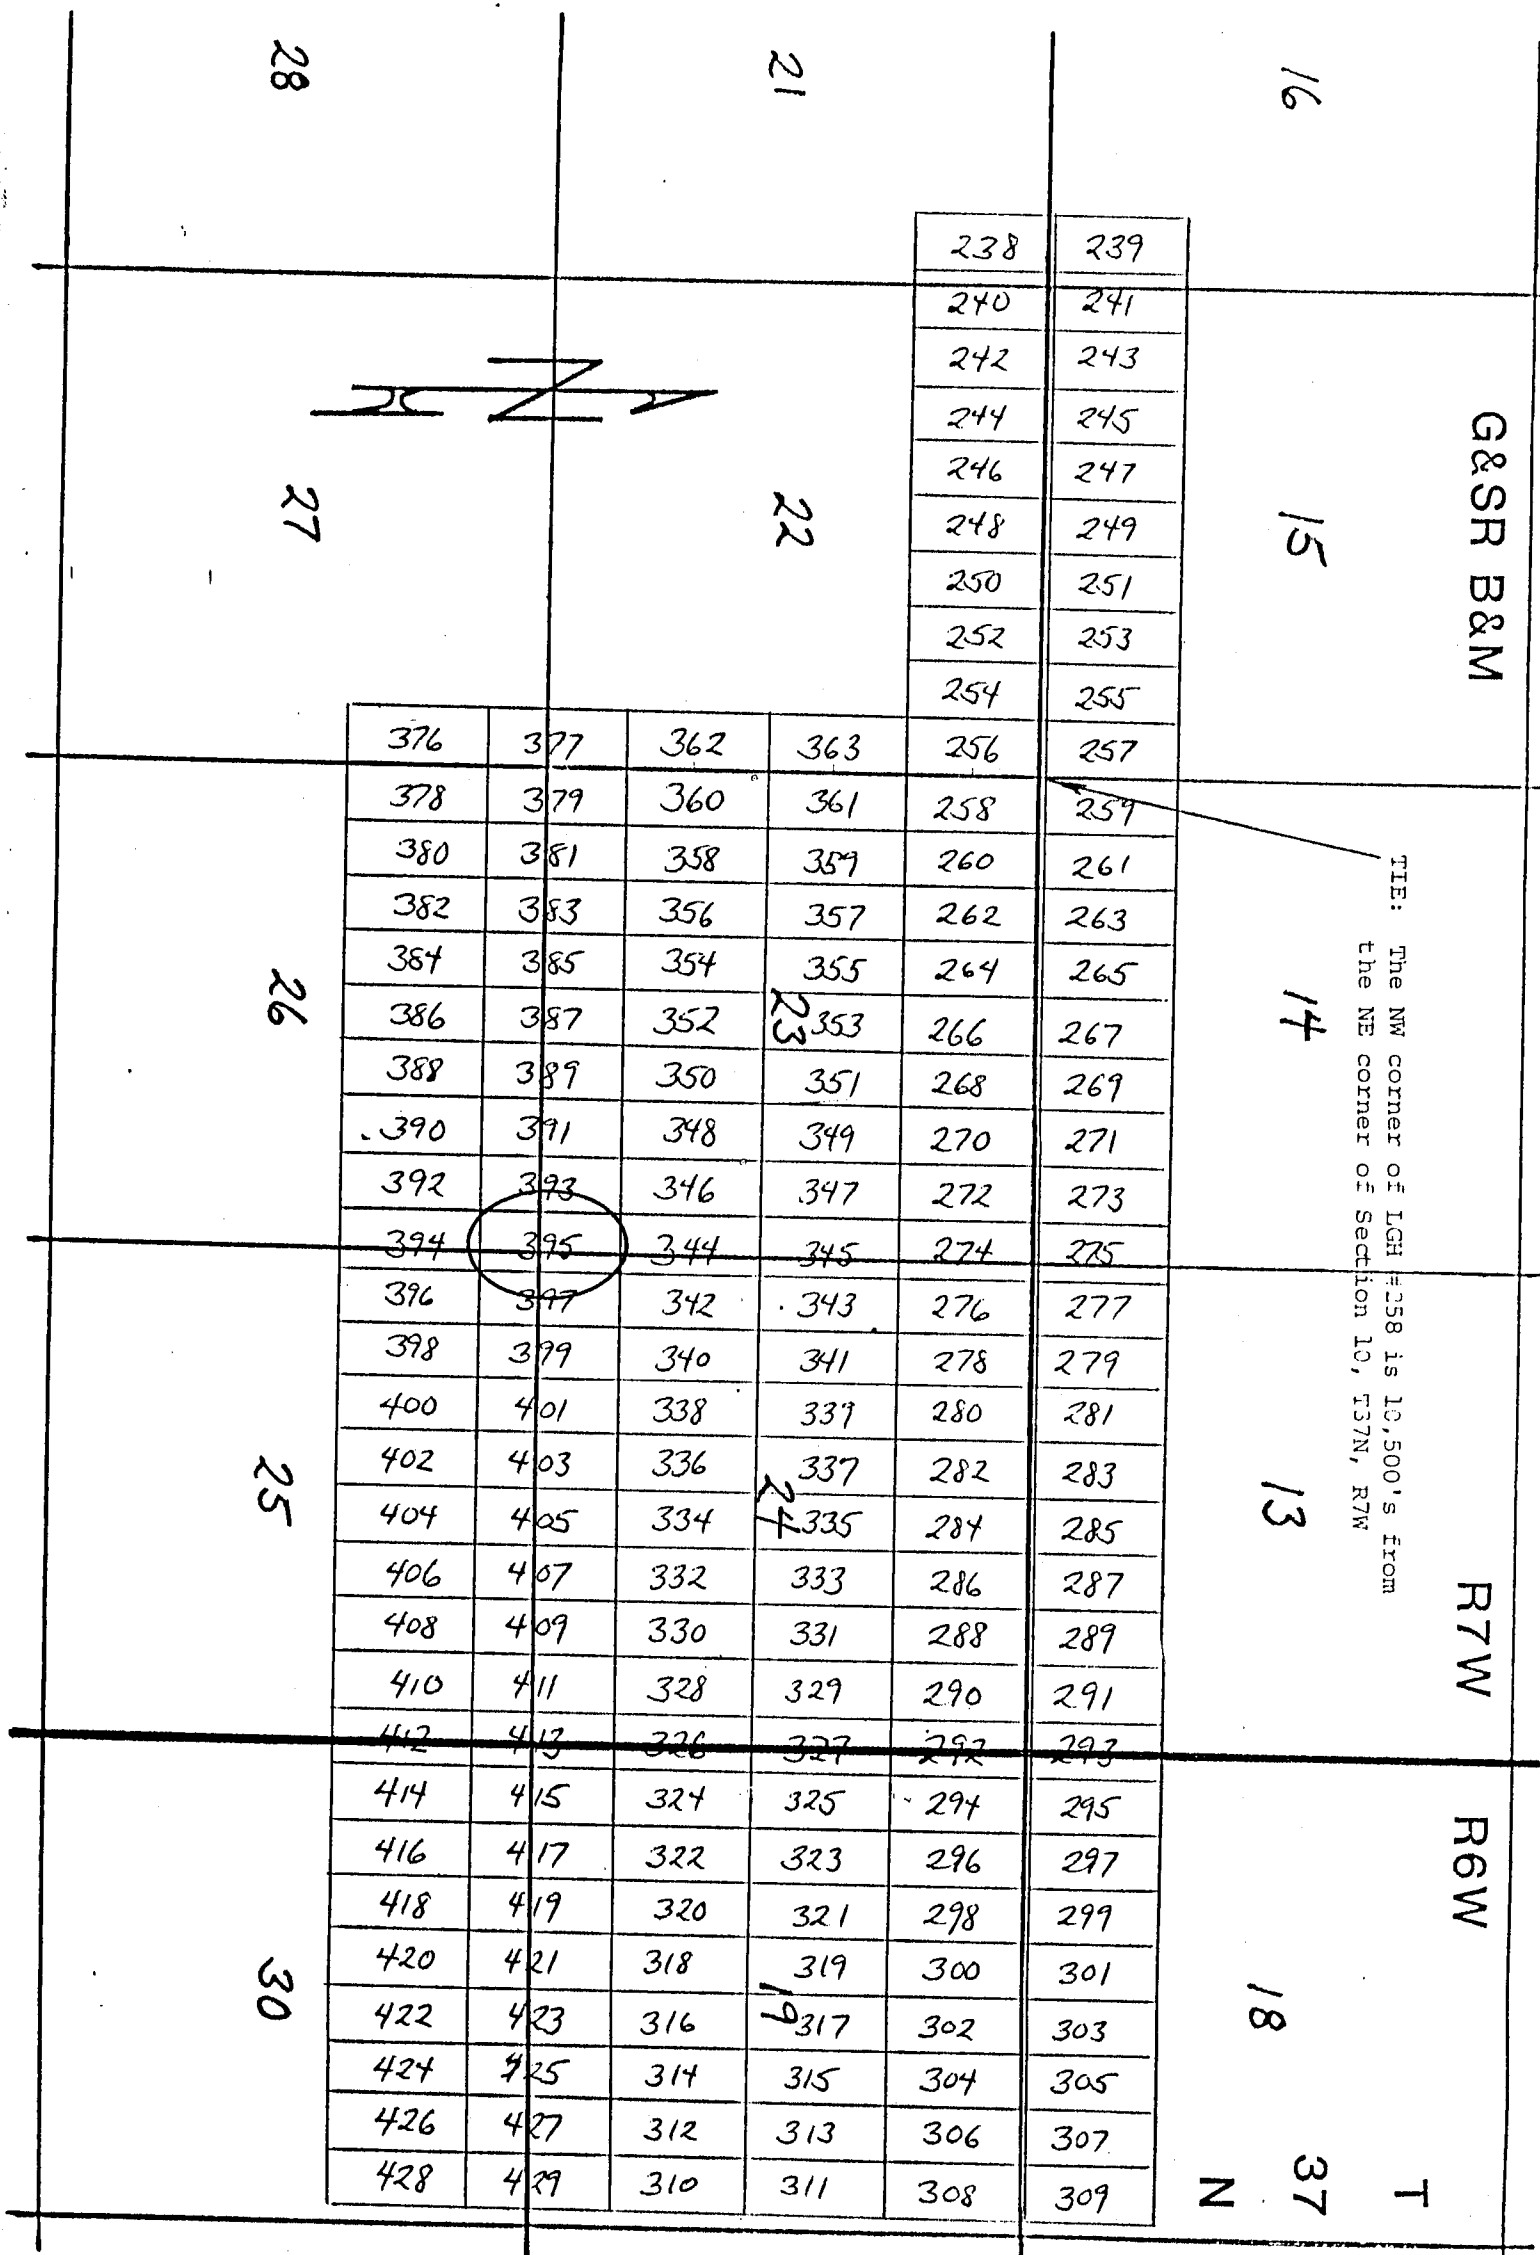 G&SR B&M
R7W
R6W
T
37
N
TIE: The NW corner of LGH #258 is 10,500's from
the NE corner of Section 10, T37N, R7W
16
15
14
13
18
21
22
23
24
19
28
27
26
25
30
238 239
240 241
242 243
244 245
246 247
248 249
250 251
252 253
254 255
376 377 362 363 256 257
378 379 360 361 258 259
380 381 358 359 260 261
382 383 356 357 262 263
384 385 354 355 264 265
386 387 352 353 266 267
388 389 350 351 268 269
390 391 348 349 270 271
392 393 346 347 272 273
394 395 344 345 274 275
396 397 342 343 276 277
398 399 340 341 278 279
400 401 338 339 280 281
402 403 336 337 282 283
404 405 334 335 284 285
406 407 332 333 286 287
408 409 330 331 288 289
410 411 328 329 290 291
412 413 326 327 292 293
414 415 324 325 294 295
416 417 322 323 296 297
418 419 320 321 298 299
420 421 318 319 300 301
422 423 316 317 302 303
424 425 314 315 304 305
426 427 312 313 306 307
428 429 310 311 308 309
N